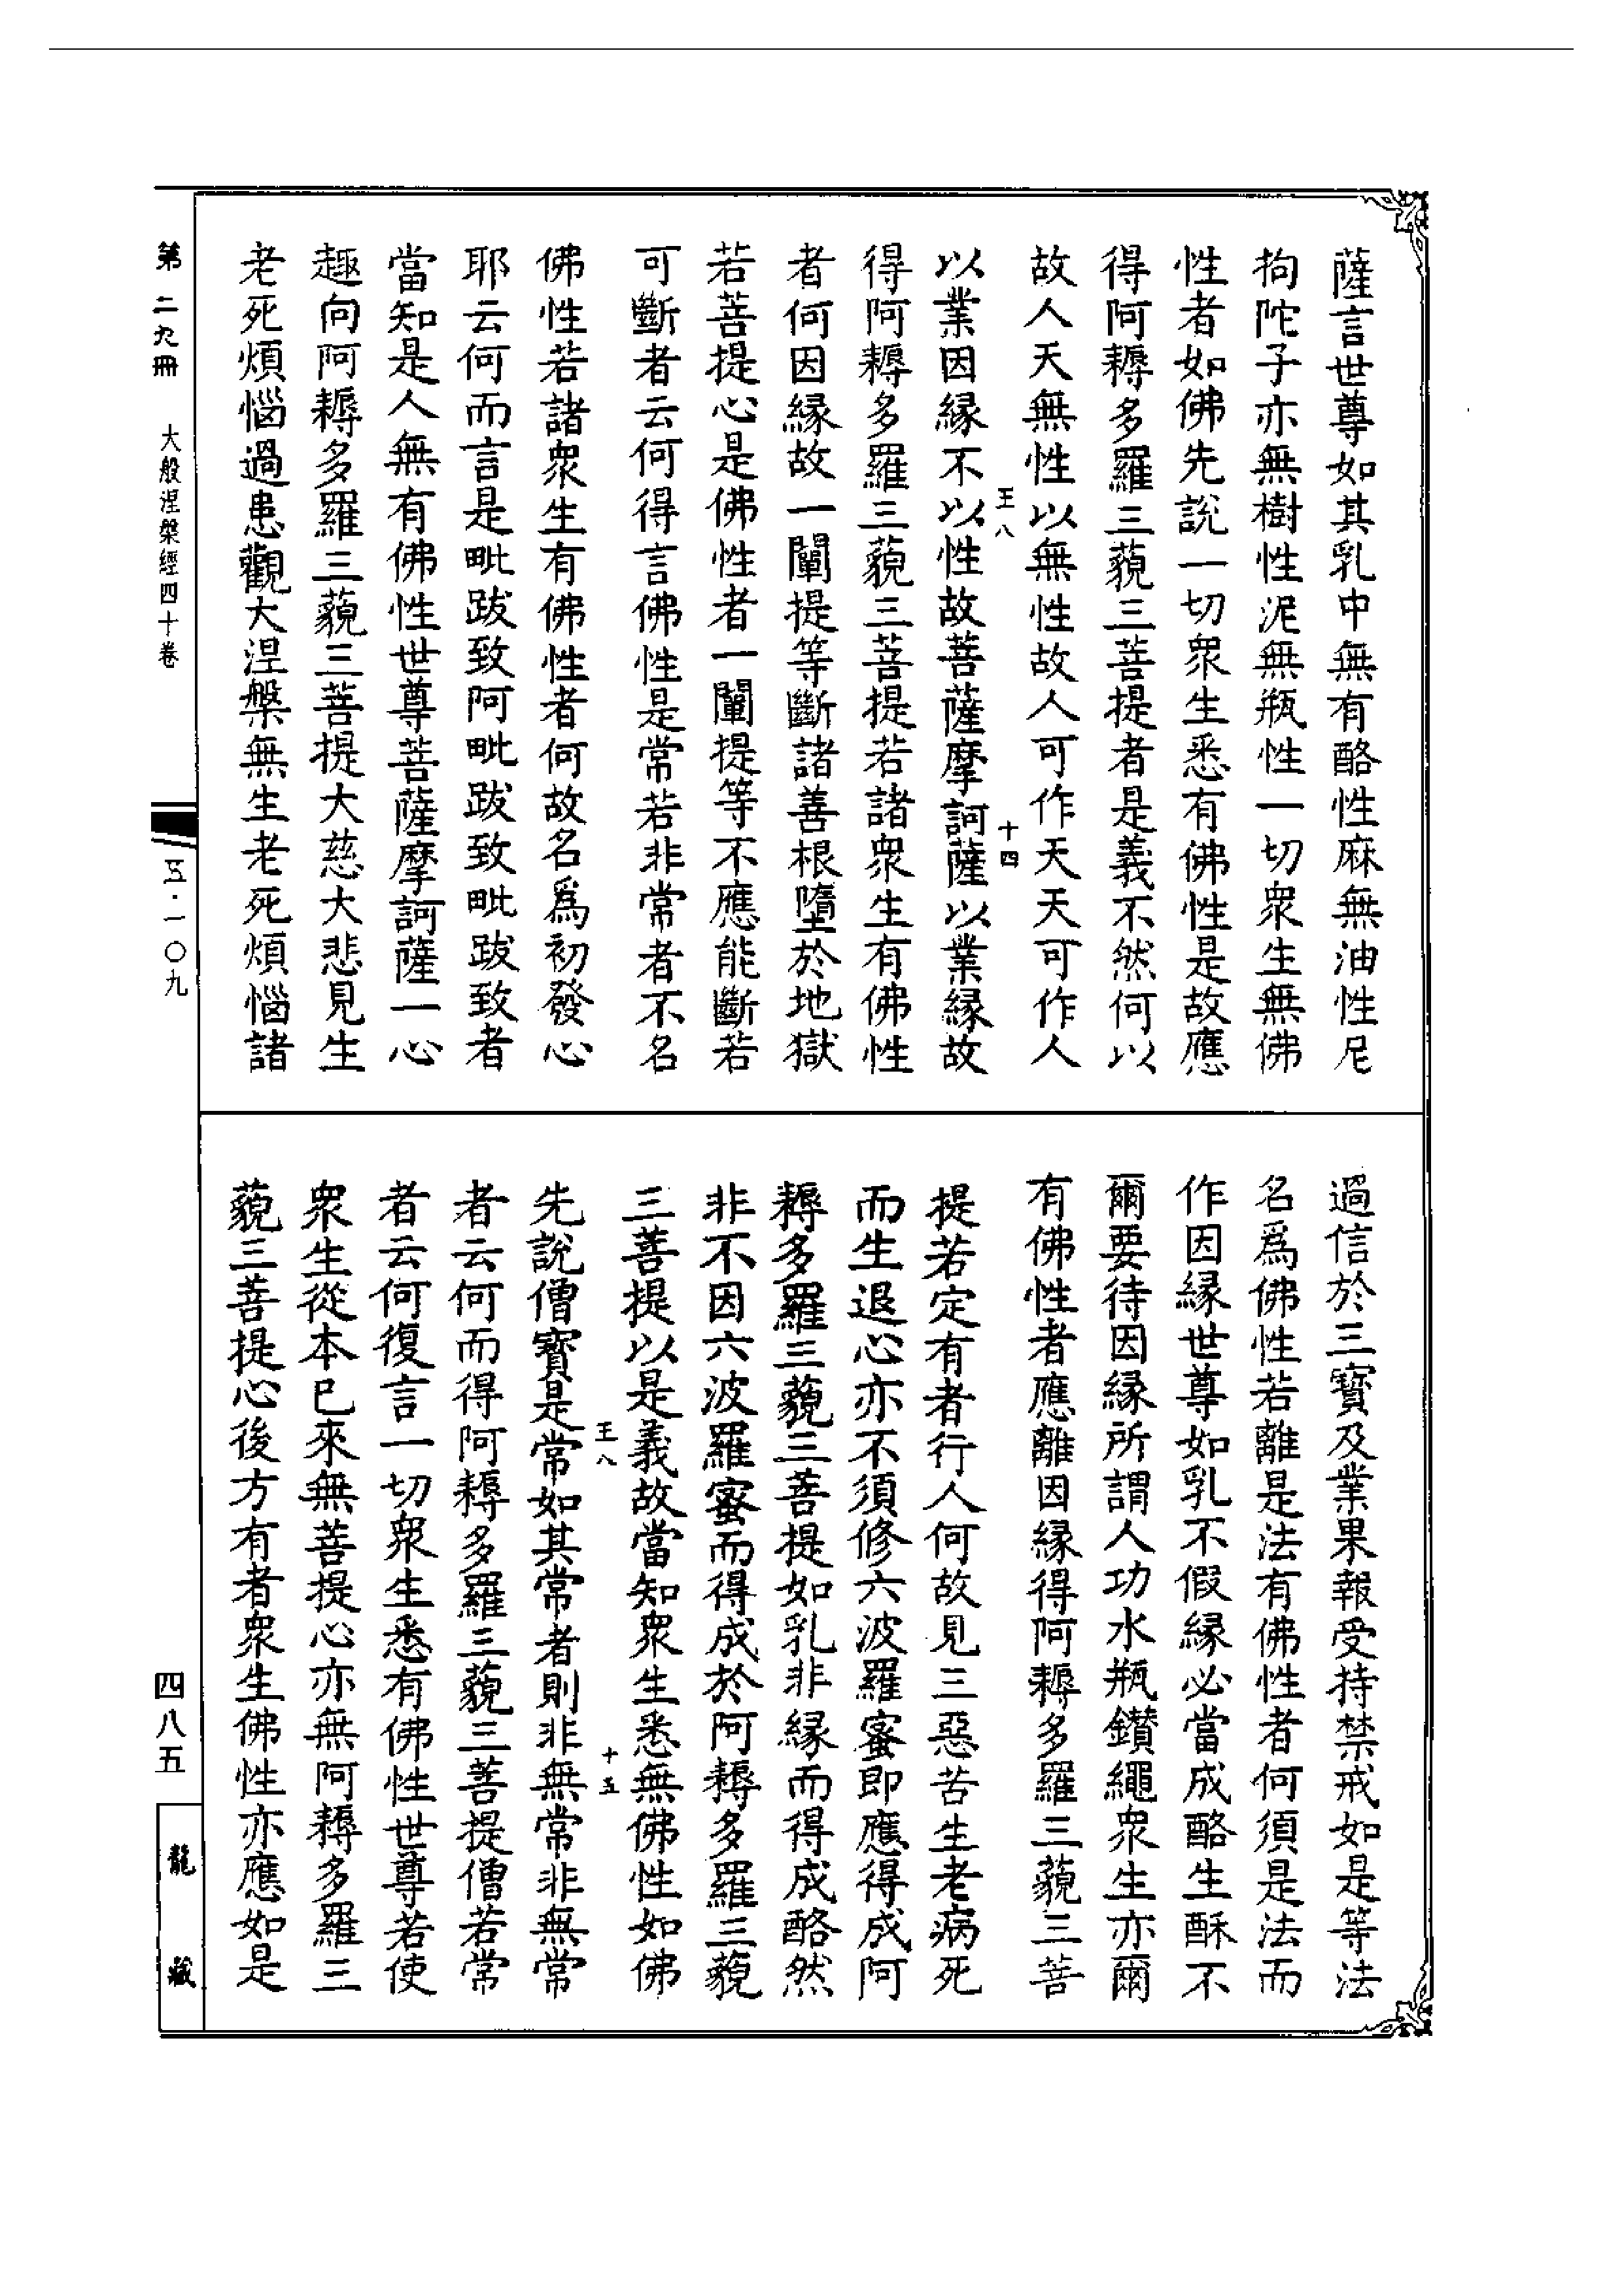 薩言世尊如其乳中無有酪性麻無油性尼
拘陀子亦無樹性泥無瓶性一切衆生無佛
性者如佛先說一切衆生悉有佛性是故應
得阿耨多羅三藐三菩提者是義不然何以
故人天無性以無性故人可作天天可作人
王八
十四
以業因緣不以性故菩薩摩訶薩以業緣故
得阿耨多羅三藐三菩提若諸衆生有佛性
者何因緣故一闡提等斷諸善根墮於地獄
若菩提心是佛性者一闡提等不應能斷若
可斷者云何得言佛性是常若非常者不名
佛性若諸衆生有佛性者何故名爲初發心
耶云何而言是毗跋致阿毗跋致毗跋致者
當知是人無有佛性世尊菩薩摩訶薩一心
趣向阿耨多羅三藐三菩提大慈大悲見生
老死煩惱過患觀大涅槃無生老死煩惱諸
過信於三寶及業果報受持禁戒如是等法
名爲佛性若離是法有佛性者何須是法而
作因緣世尊如乳不假緣必當成酪生酥不
爾要待因緣所謂人功水瓶鑽繩衆生亦爾
有佛性者應離因緣得阿耨多羅三藐三菩
提若定有者行人何故見三惡苦生老病死
而生退心亦不須修六波羅蜜即應得成阿
耨多羅三藐三菩提如乳非緣而得成酪然
非不因六波羅蜜而得成於阿耨多羅三藐
三菩提以是義故當知衆生悉無佛性如佛
王八
十五
先說僧寶是常如其常者則非無常非無常
者云何而得阿耨多羅三藐三菩提僧若常
者云何復言一切衆生悉有佛性世尊若使
衆生從本已來無菩提心亦無阿耨多羅三
藐三菩提心後方有者衆生佛性亦應如是
第二九冊
大般涅槃經四十卷
五·一〇九
四八五
龍藏